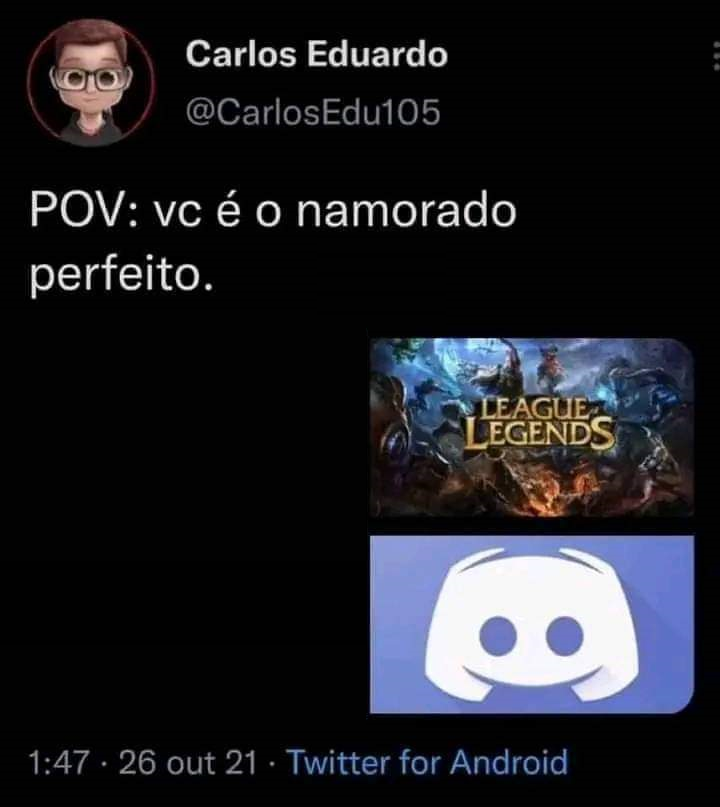 Carlos Eduardo
@CarlosEdu105
POV: vc é o namorado
perfeito.
LEAGUE
LEGENDS
1:47 · 26 out 21 · Twitter for Android